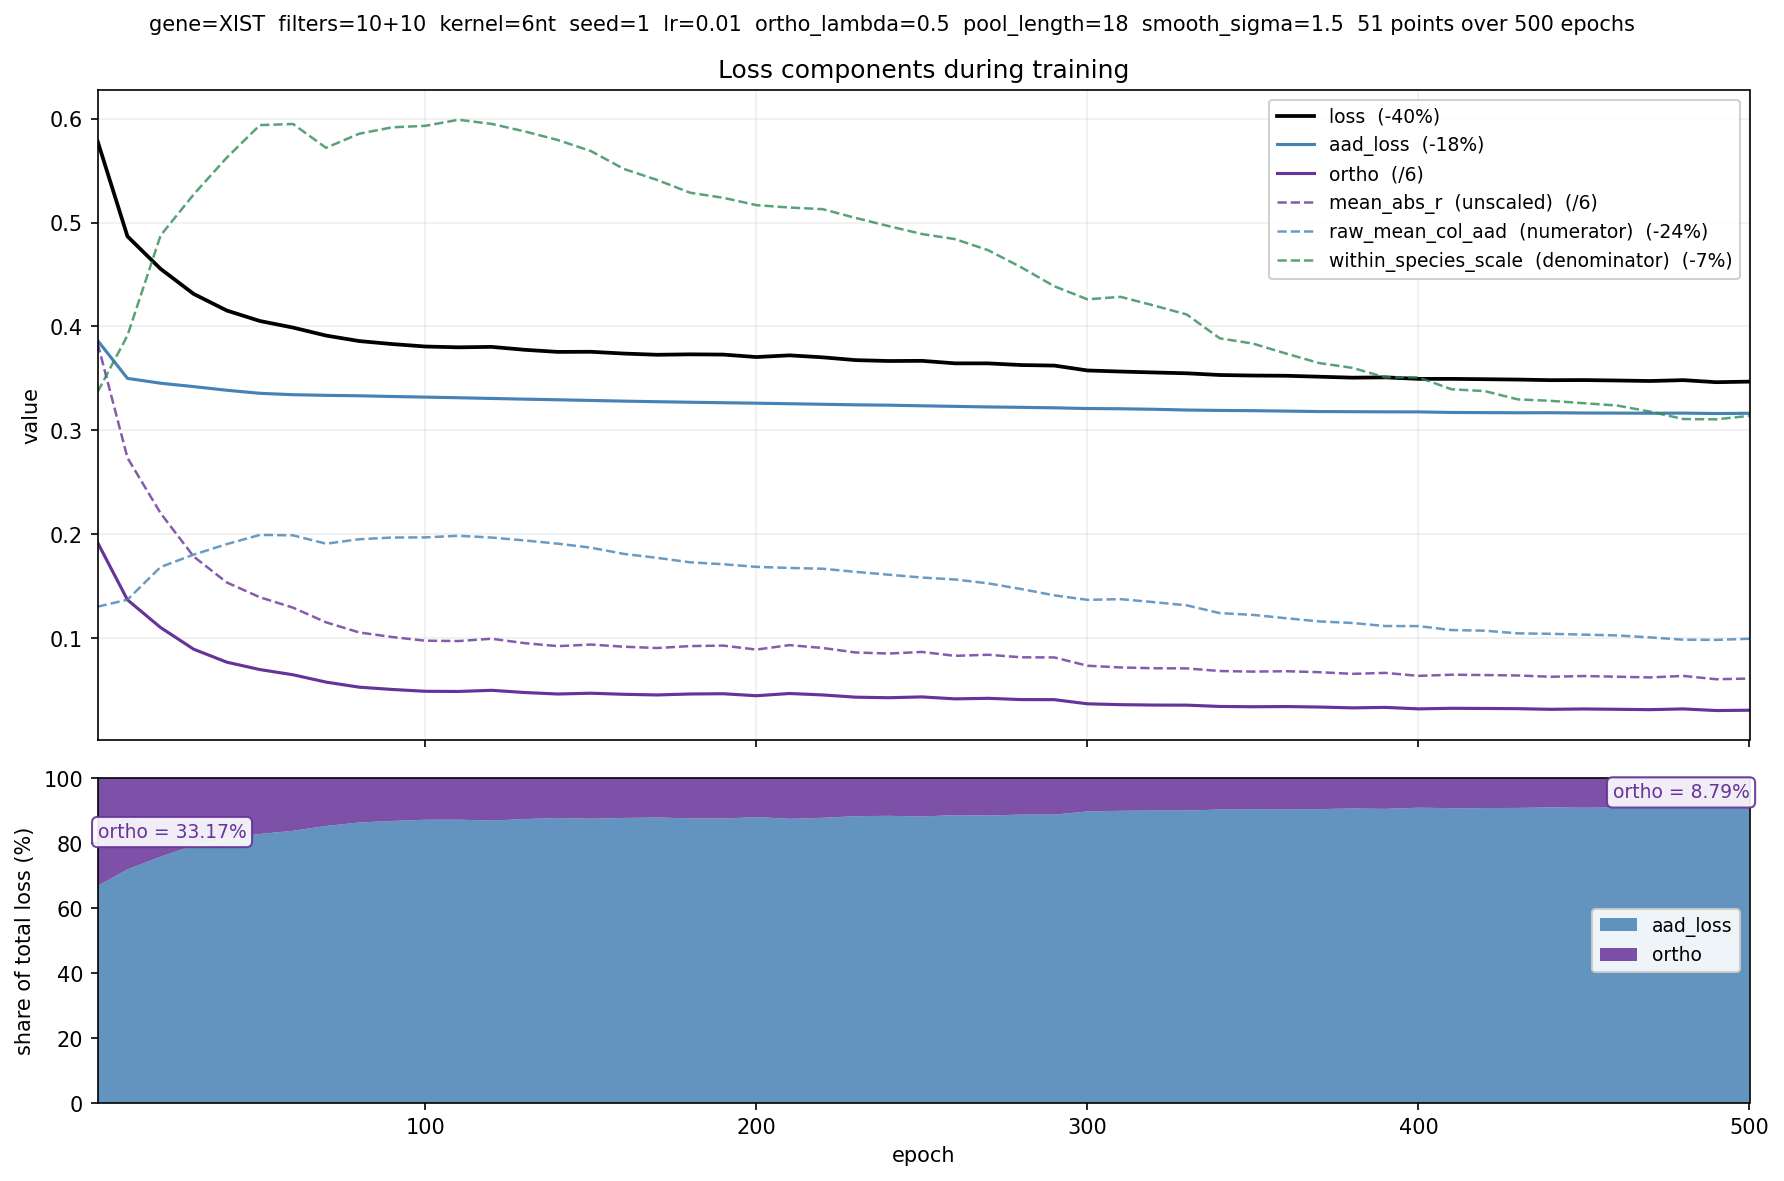 gene=XIST  filters=10+10  kernel=6nt  seed=1  lr=0.01  ortho_lambda=0.5  pool_length=18  smooth_sigma=1.5  51 points over 500 epochs
Loss components during training
loss  (-40%)
aad_loss  (-18%)
ortho  (/6)
mean_abs_r  (unscaled)  (/6)
raw_mean_col_aad  (numerator)  (-24%)
within_species_scale  (denominator)  (-7%)
0.6
0.5
0.4
0.3
0.2
0.1
value
100
80
60
40
20
0
share of total loss (%)
ortho = 33.17%
ortho = 8.79%
aad_loss
ortho
100
200
300
400
500
epoch